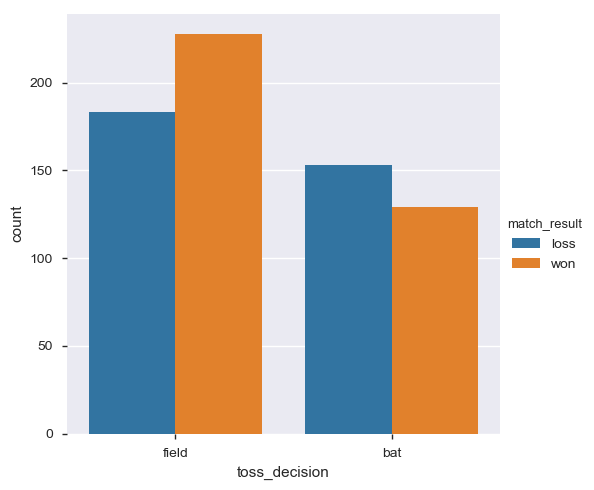 200
150
100
50
0
count
field
bat
toss_decision
match_result
loss
won